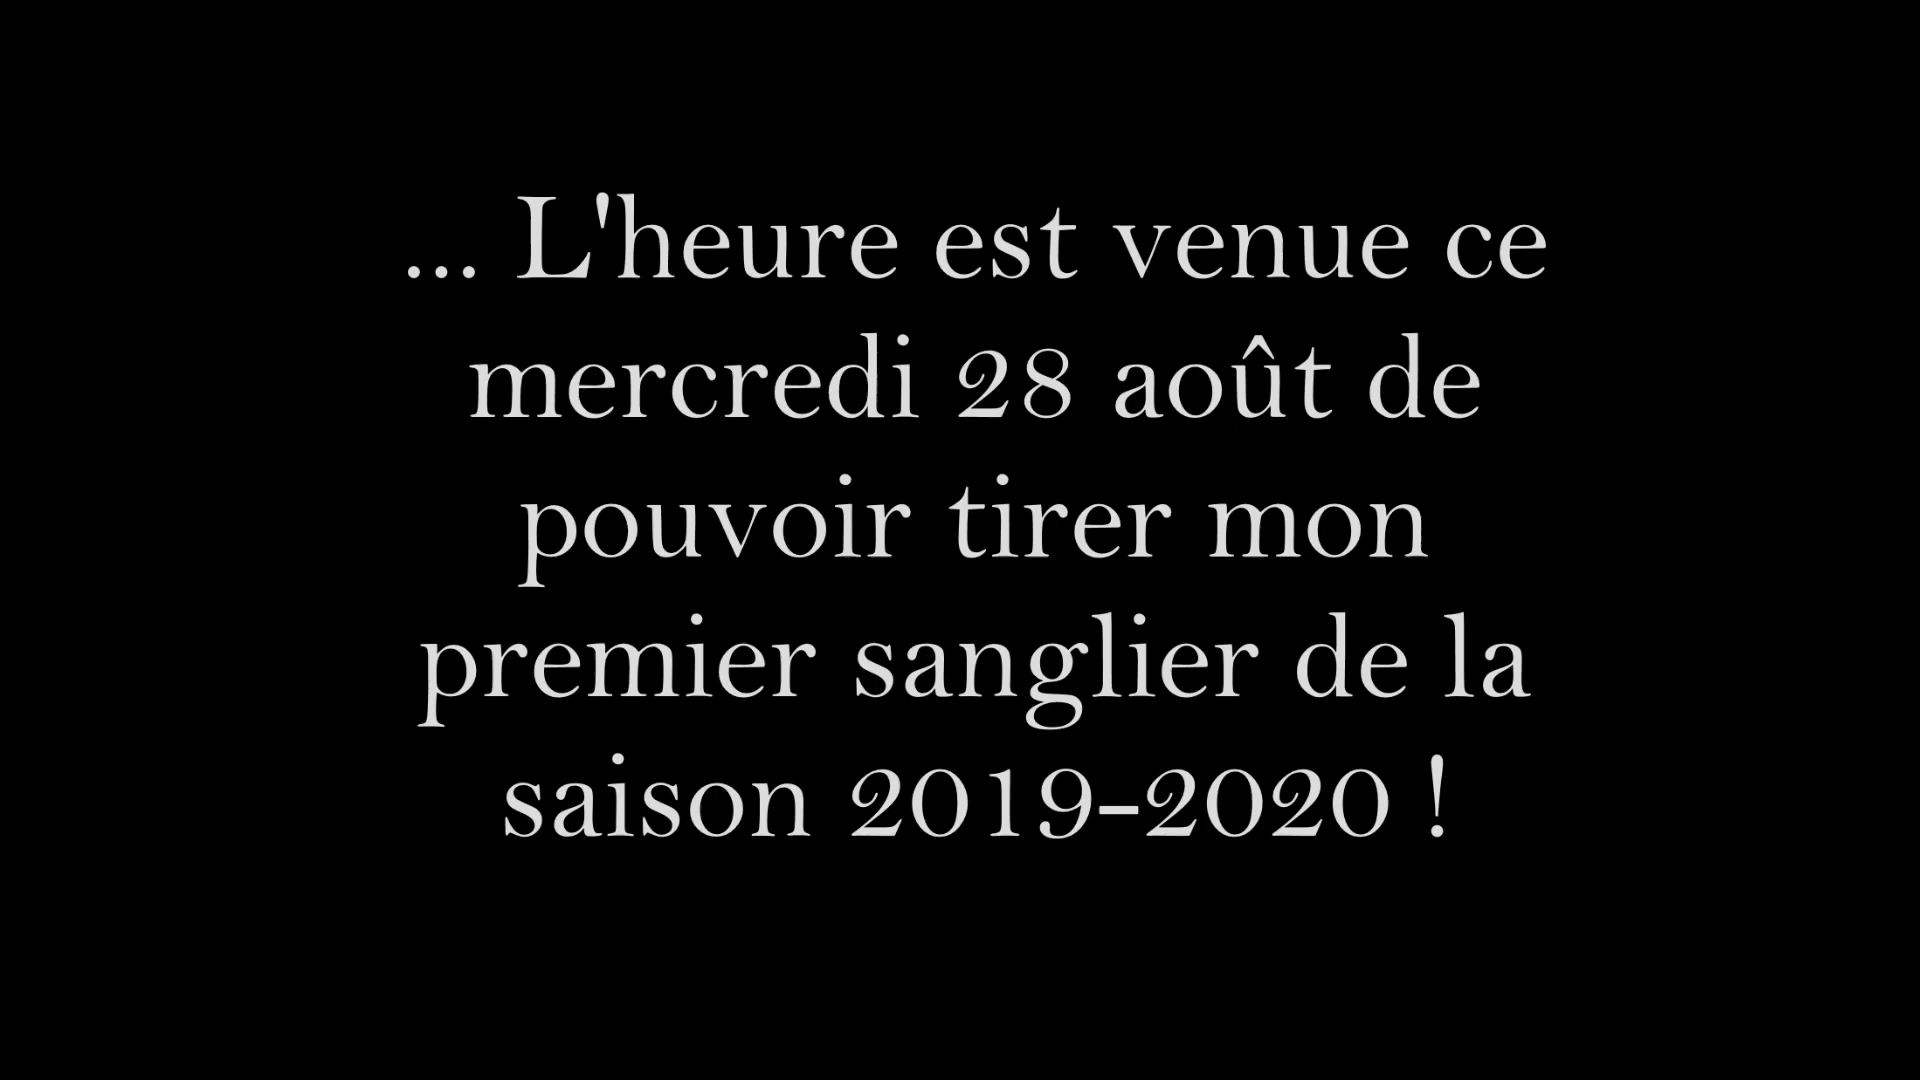 ... L'heure est venue ce
mercredi 28 août de
pouvoir tirer mon
premier sanglier de la
saison 2019-2020 !